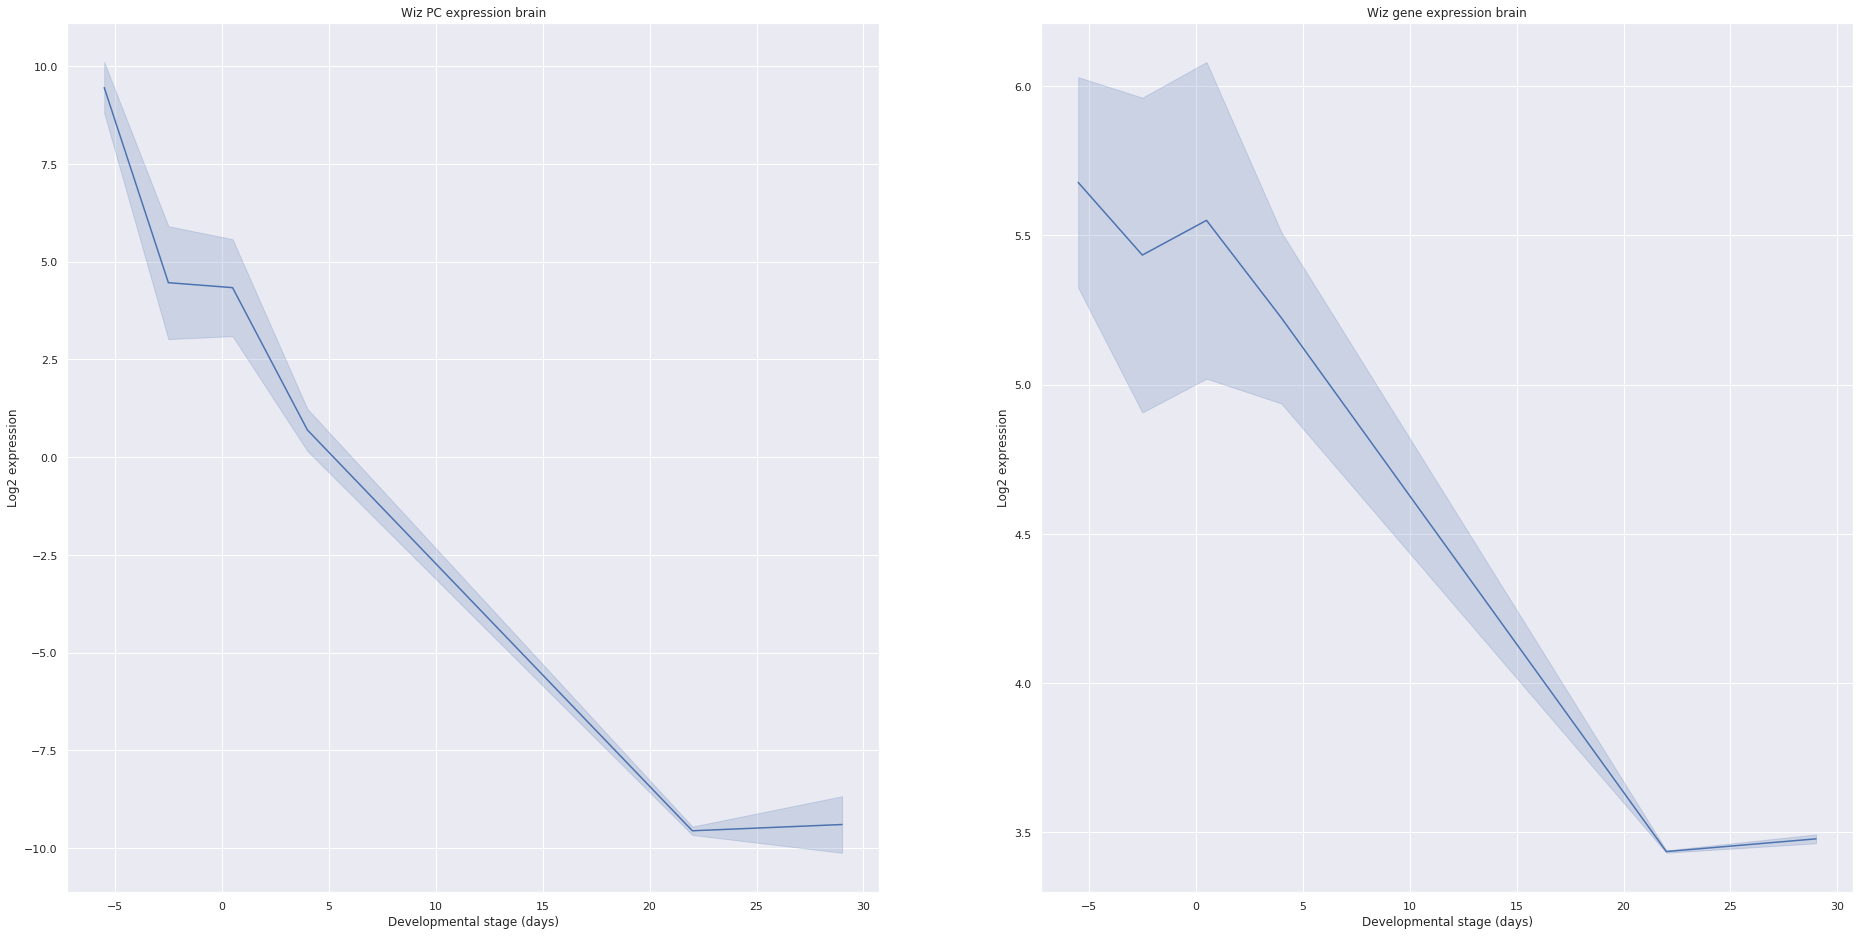 Wiz PC expression brain
10.0
7.5
5.0
2.5
0.0
−2.5
−5.0
−7.5
−10.0
Log2 expression
−5 0 5 10 15 20 25 30
Developmental stage (days)
Wiz gene expression brain
6.0
5.5
5.0
4.5
4.0
3.5
Log2 expression
−5 0 5 10 15 20 25 30
Developmental stage (days)